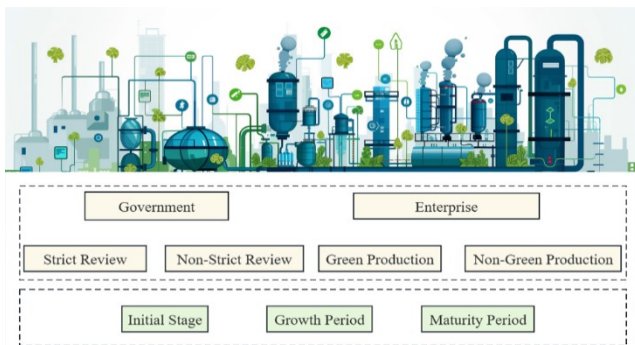 Government
Enterprise
Strict Review
Non-Strict Review
Green Production
Non-Green Production
Initial Stage
Growth Period
Maturity Period